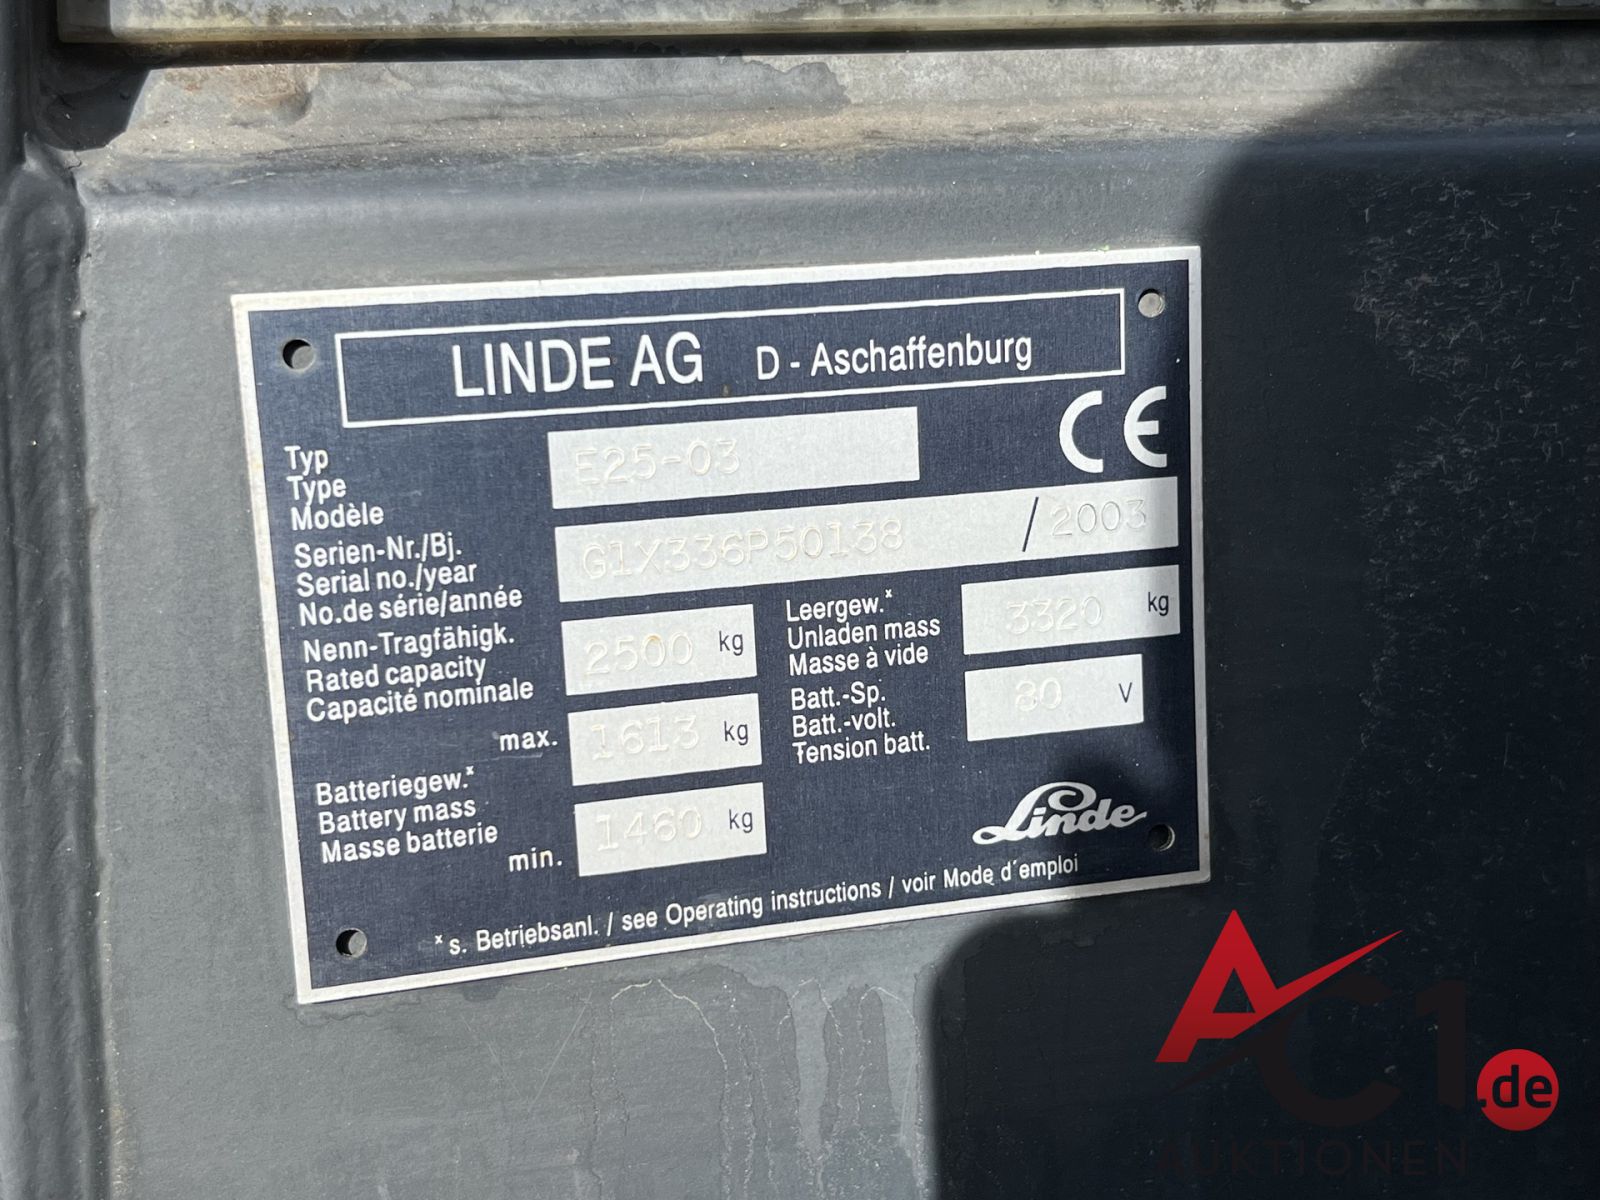 LINDE AG D - Aschaffenburg
Typ
Type
Modèle
E25-03
CE
Serien-Nr./Bj.
Serial no./year
No.de série/année
G1X336P50138 / 2003
Nenn-Tragfähigk.
Rated capacity
Capacité nominale
2500 kg
Leergew.x
Unladen mass
Masse à vide
3320 kg
Batteriegew.x
Battery mass
Masse batterie
max. 1613 kg
min. 1460 kg
Batt.-Sp.
Batt.-volt.
Tension batt.
80 V
Linde
x s. Betriebsanl. / see Operating instructions / voir Mode d´emploi
AC1.de
AUKTIONEN